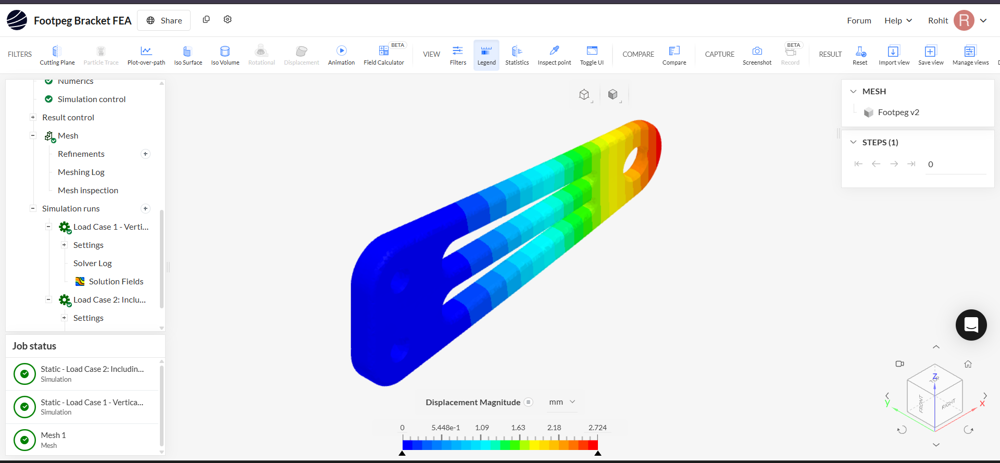 Footpeg Bracket FEA
Share
Forum
Help
Rohit
R
FILTERS
Cutting Plane
Particle Trace
Plot-over-path
Iso Surface
Iso Volume
Rotational
Displacement
Animation
BETA
Field Calculator
VIEW
Filters
Legend
Statistics
Inspect point
Toggle UI
COMPARE
Compare
CAPTURE
Screenshot
BETA
Record
RESULT
Reset
Import view
Save view
Manage views
Numerics
Simulation control
Result control
Mesh
Refinements
Meshing Log
Mesh inspection
Simulation runs
Load Case 1 - Verti...
Settings
Solver Log
Solution Fields
Load Case 2: Inclu...
Settings
Job status
Static - Load Case 2: Includin...
Simulation
Static - Load Case 1 - Vertica...
Simulation
Mesh 1
Mesh
MESH
Footpeg v2
STEPS (1)
0
Displacement Magnitude
mm
0 5.448e-1 1.09 1.63 2.18 2.724
Z
TOP
FRONT
RIGHT
y
x